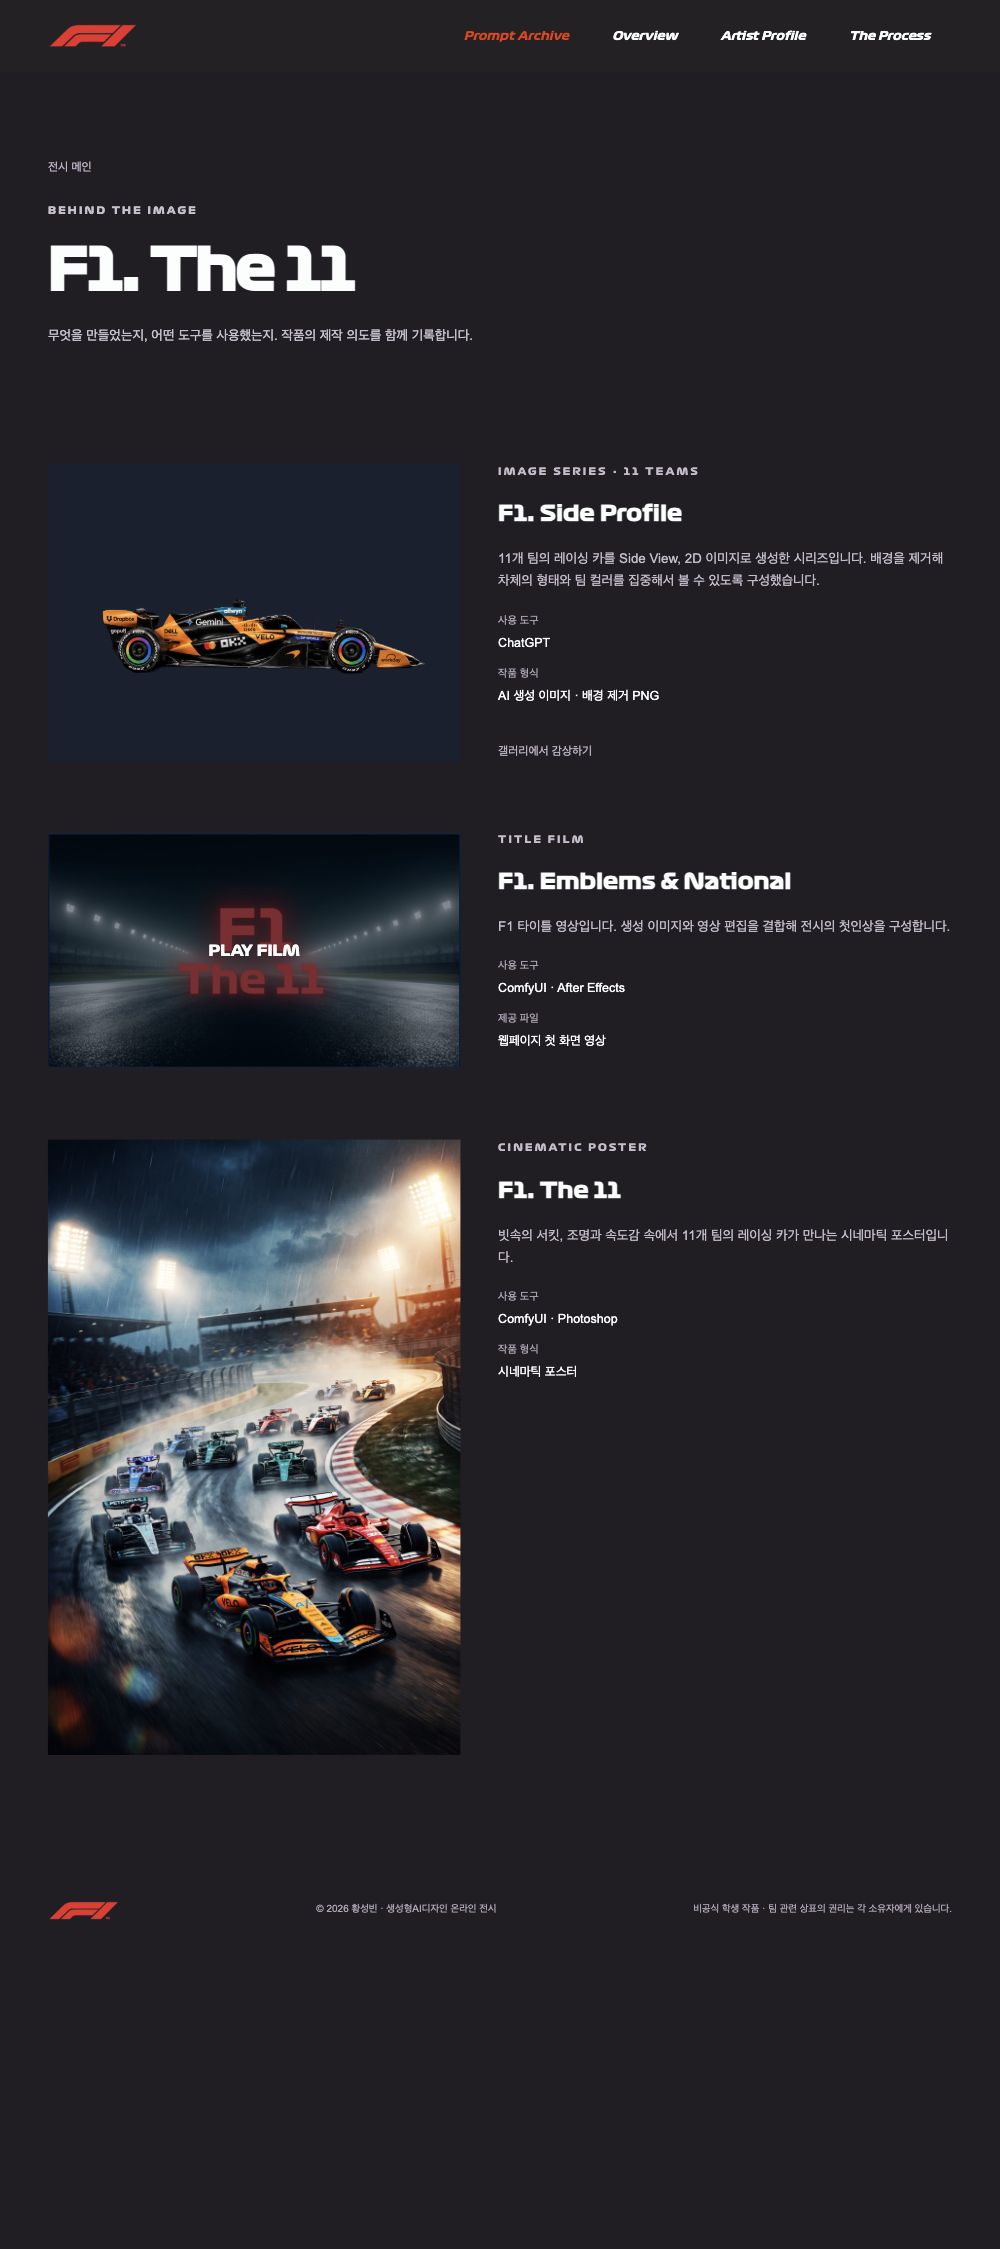 F1
Prompt Archive
Overview
Artist Profile
The Process
전시 메인
BEHIND THE IMAGE
F1. The 11
무엇을 만들었는지, 어떤 도구를 사용했는지. 작품의 제작 의도를 함께 기록합니다.
IMAGE SERIES · 11 TEAMS
F1. Side Profile
11개 팀의 레이싱 카를 Side View, 2D 이미지로 생성한 시리즈입니다. 배경을 제거해
차체의 형태와 팀 컬러를 집중해서 볼 수 있도록 구성했습니다.
사용 도구
ChatGPT
작품 형식
AI 생성 이미지 · 배경 제거 PNG
갤러리에서 감상하기
Dropbox
gopuff
DELL
Gemini
allwyn
OKX
VELO
workday
TITLE FILM
F1. Emblems & National
F1 타이틀 영상입니다. 생성 이미지와 영상 편집을 결합해 전시의 첫인상을 구성합니다.
사용 도구
ComfyUI · After Effects
제공 파일
웹페이지 첫 화면 영상
F1
PLAY FILM
The 11
CINEMATIC POSTER
F1. The 11
빗속의 서킷, 조명과 속도감 속에서 11개 팀의 레이싱 카가 만나는 시네마틱 포스터입니
다.
사용 도구
ComfyUI · Photoshop
작품 형식
시네마틱 포스터
PETRONAS
OKX OKX
VELO
VELO
F1
© 2026 황성빈 · 생성형AI디자인 온라인 전시
비공식 학생 작품 · 팀 관련 상표의 권리는 각 소유자에게 있습니다.